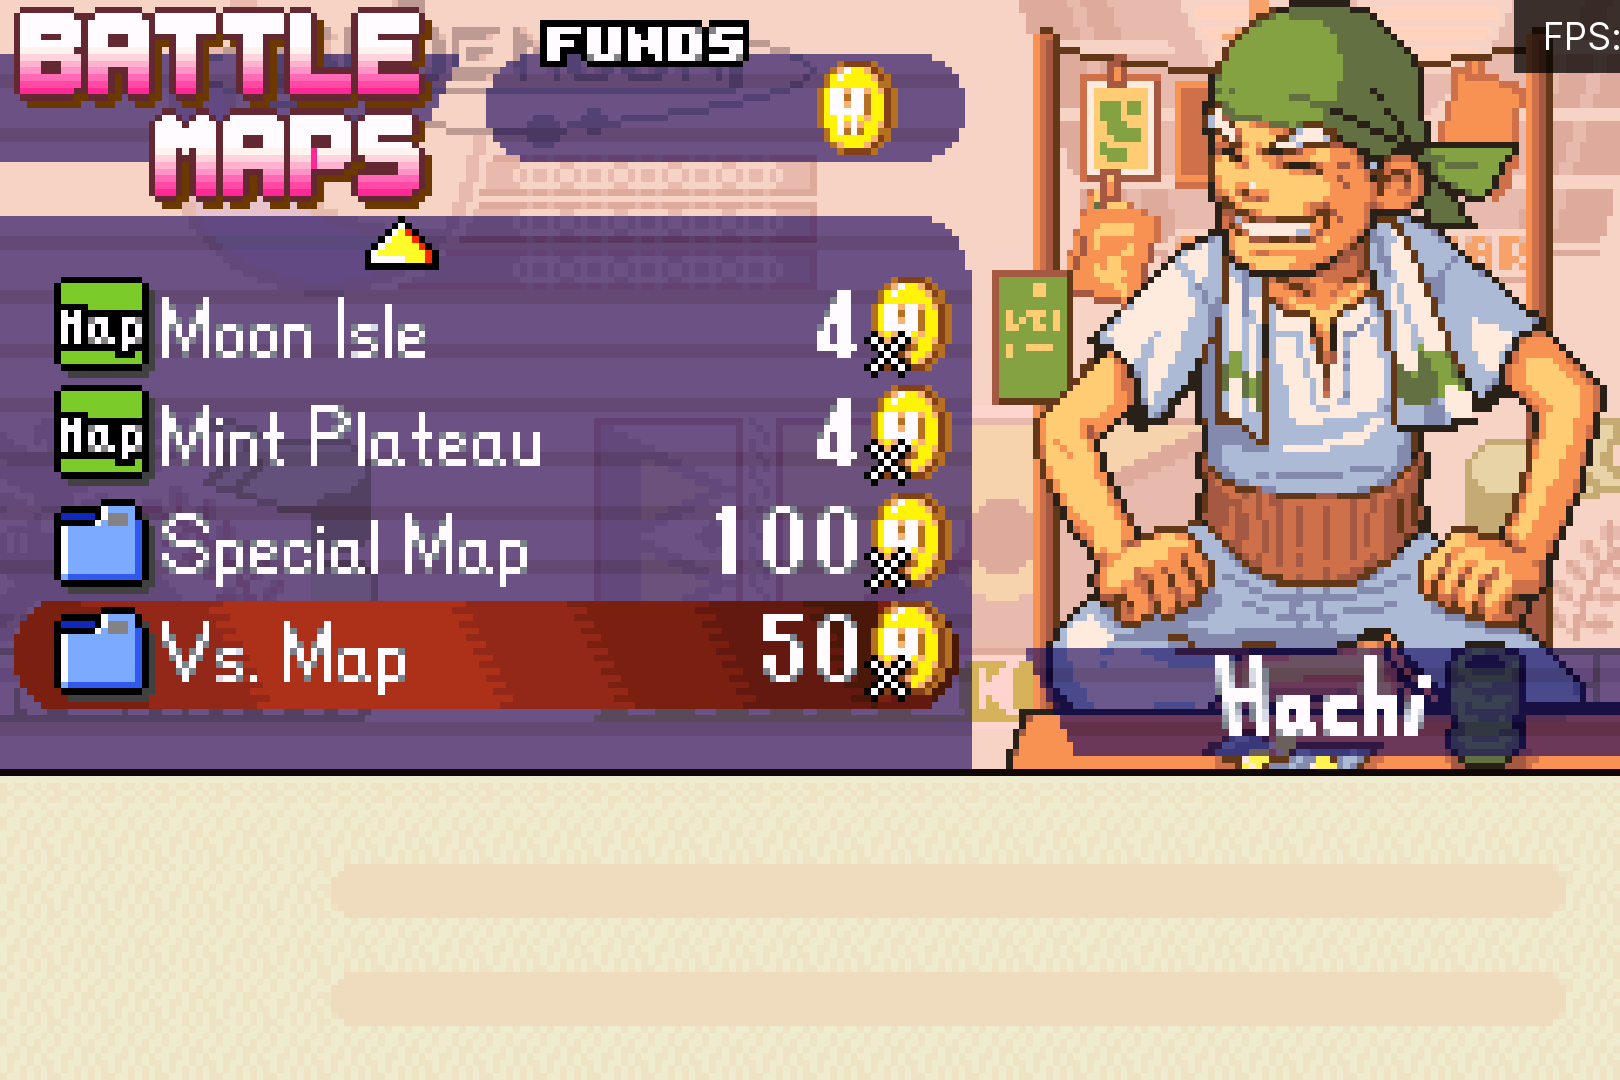 BATTLE
MAPS
FUNDS
FPS:
Map Moon Isle 4
Map Mint Plateau 4
Special Map 100
Vs. Map 50
Hachi